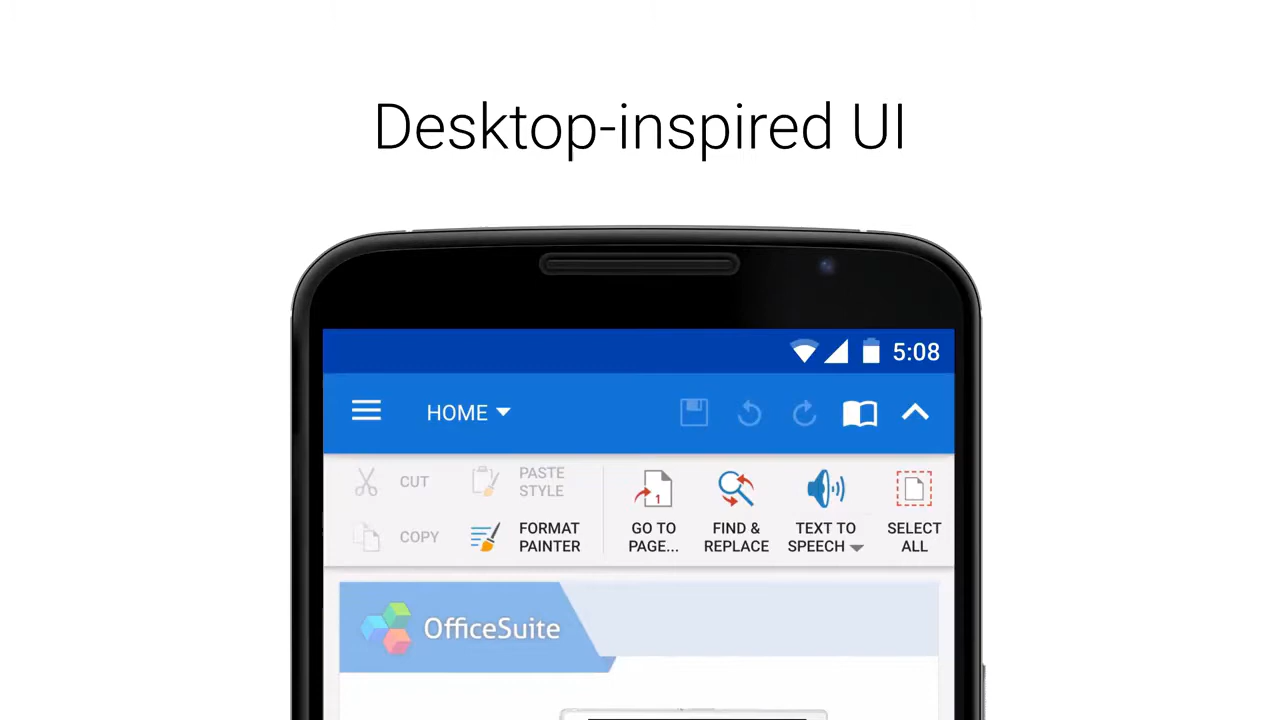 Desktop-inspired UI
5:08
HOME
CUT
PASTE
STYLE
COPY
FORMAT
PAINTER
1
GO TO
PAGE...
FIND &
REPLACE
TEXT TO
SPEECH
SELECT
ALL
OfficeSuite